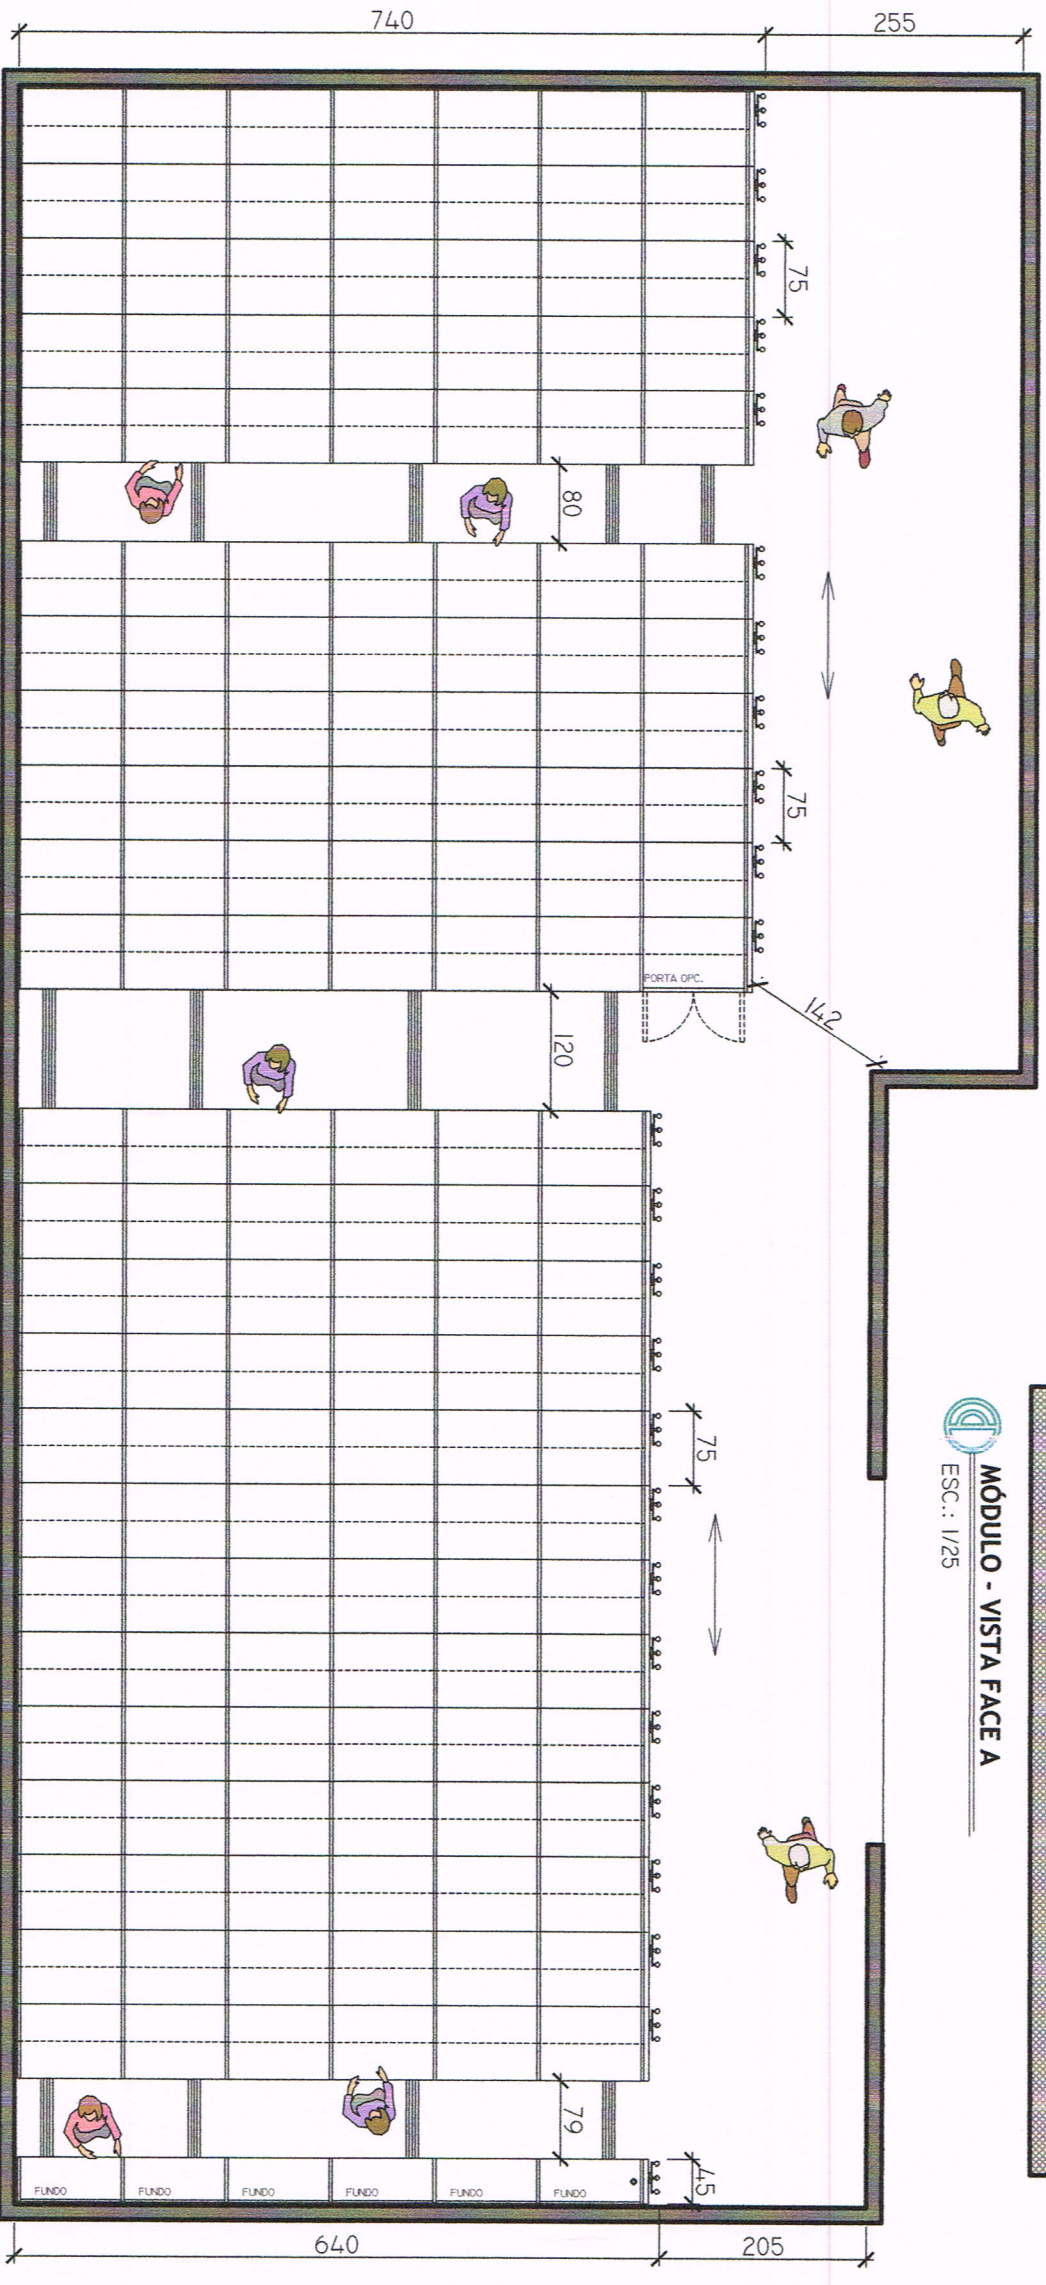 740
255
75
80
75
PORTA OPC.
142
120
75
MÓDULO - VISTA FACE A
ESC.: 1/25
79
45
FUNDO
FUNDO
FUNDO
FUNDO
FUNDO
FUNDO
640
205